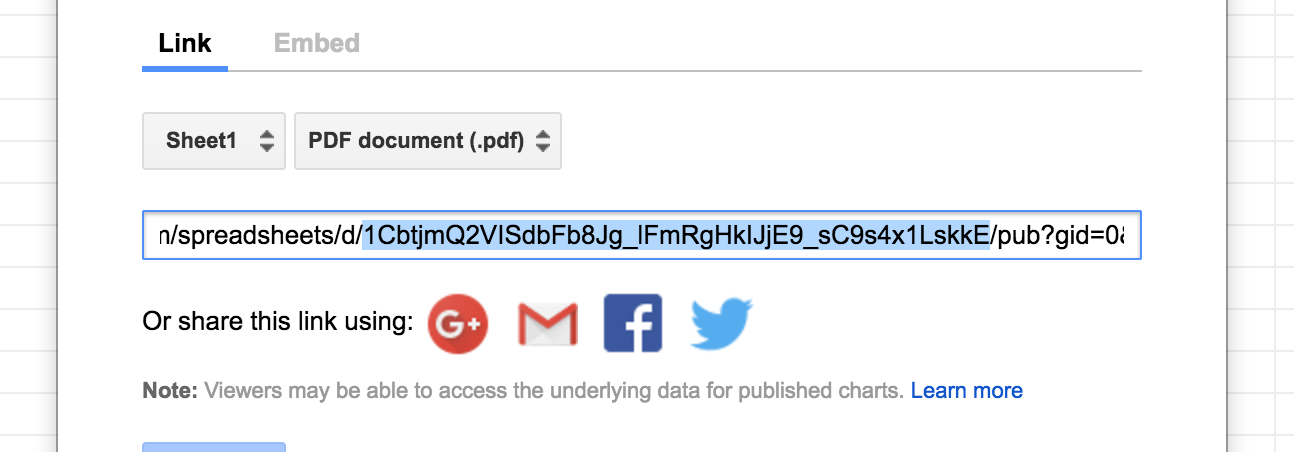 Link Embed
Sheet1 PDF document (.pdf)
n/spreadsheets/d/1CbtjmQ2VISdbFb8Jg_lFmRgHkIJjE9_sC9s4x1LskkE/pub?gid=0&
Or share this link using: G+ f
Note: Viewers may be able to access the underlying data for published charts. Learn more